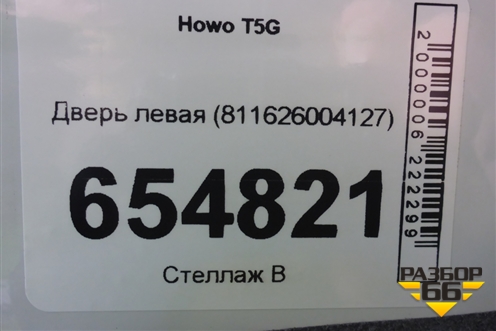 Howo T5G
Дверь левая (811626004127)
654821
Стеллаж В
2000006222299
РАЗБОР
66